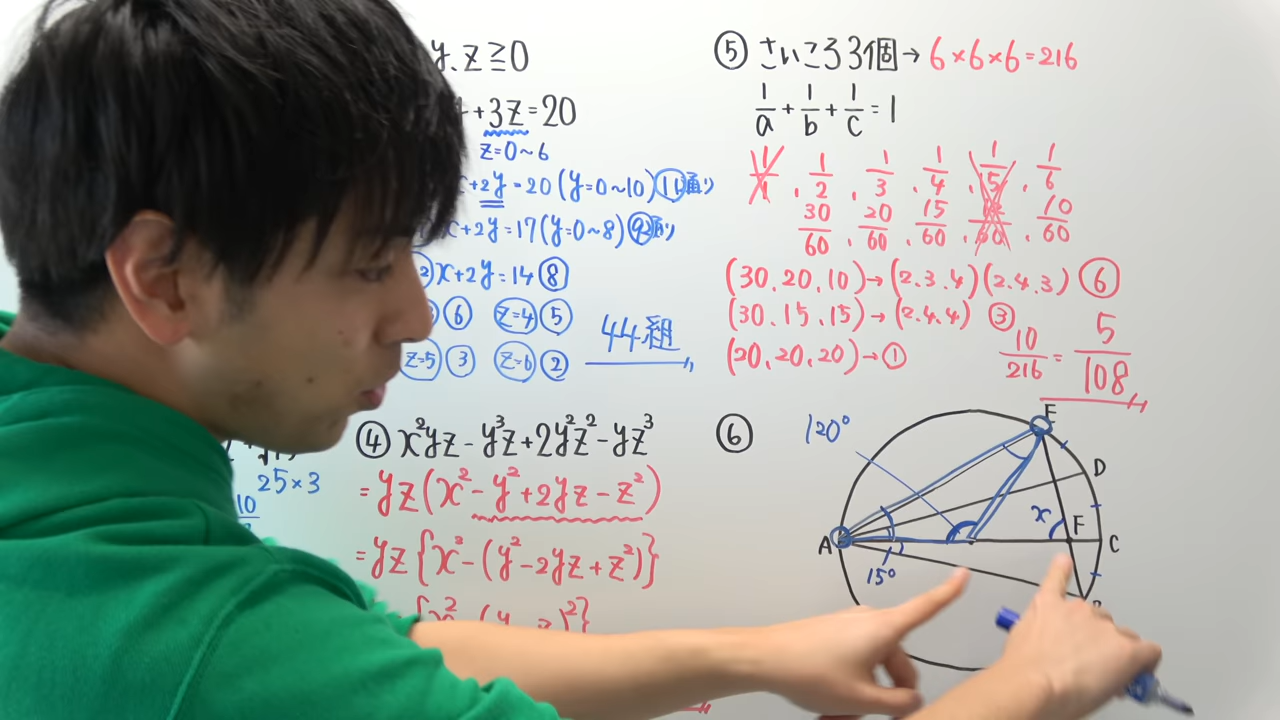 y、z≧0
+3z=20
z=0~6
x+2y=20(y=0~10)⑪通り
x+2y=17(y=0~8)⑨通り
x+2y=14⑧
⑥ z=4 ⑤
z=5 ③ z=6 ②
44組
25×3
10
④ x²yz-y³z+2y²z²-yz³
=yz(x²-y²+2yz-z²)
=yz{x²-(y²-2yz+z²)}
⑤ さいころ3個→6×6×6=216
1/a+1/b+1/c=1
1/1、1/2、1/3、1/4、1/5、1/6
30/60、20/60、15/60、10/60
(30,20,10)→(2.3.4)(2.4.3)⑥
(30,15,15)→(2.4.4)③
(20,20,20)→①
10/216=5/108
⑥
120°
E
D
x
F
A
C
15°